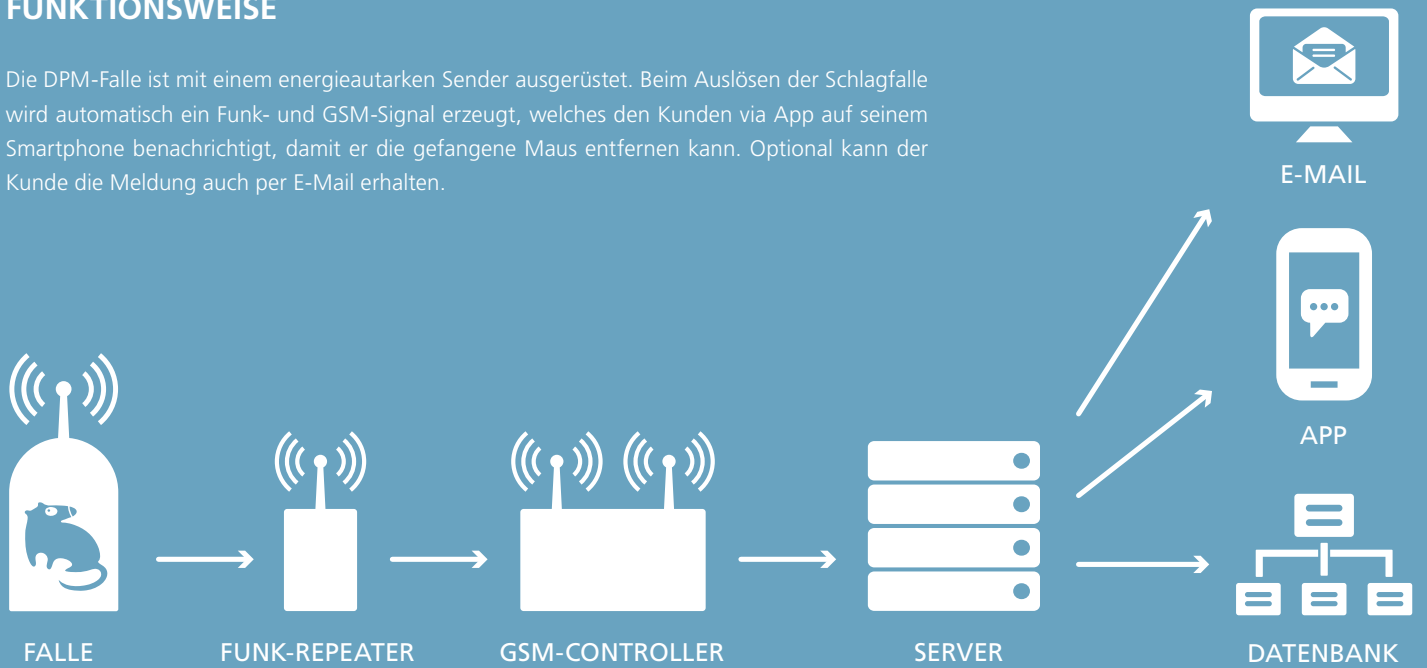 FUNKTIONSWEISE
Die DPM-Falle ist mit einem energieautarken Sender ausgerüstet. Beim Auslösen der Schlagfalle
wird automatisch ein Funk- und GSM-Signal erzeugt, welches den Kunden via App auf seinem
Smartphone benachrichtigt, damit er die gefangene Maus entfernen kann. Optional kann der
Kunde die Meldung auch per E-Mail erhalten.
E-MAIL
APP
FALLE
FUNK-REPEATER
GSM-CONTROLLER
SERVER
DATENBANK